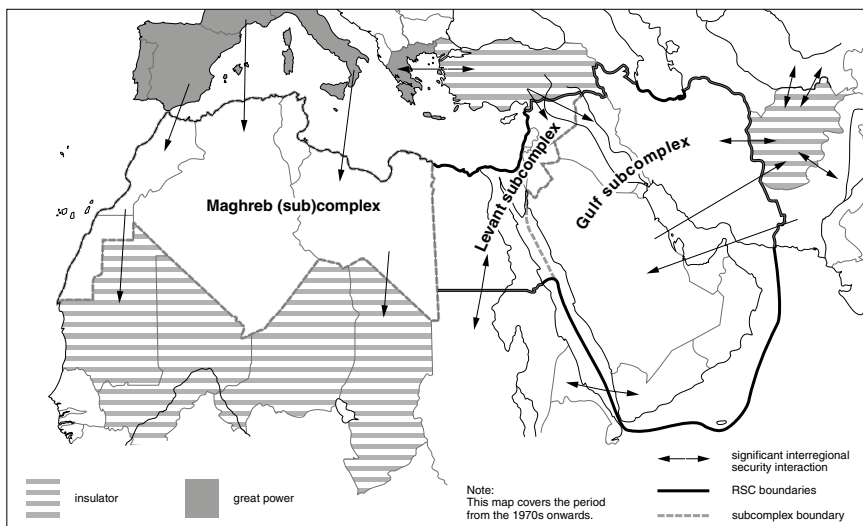 Maghreb (sub)complex
Levant subcomplex
Gulf subcomplex
insulator
great power
Note:
This map covers the period
from the 1970s onwards.
significant interregional
security interaction
RSC boundaries
subcomplex boundary